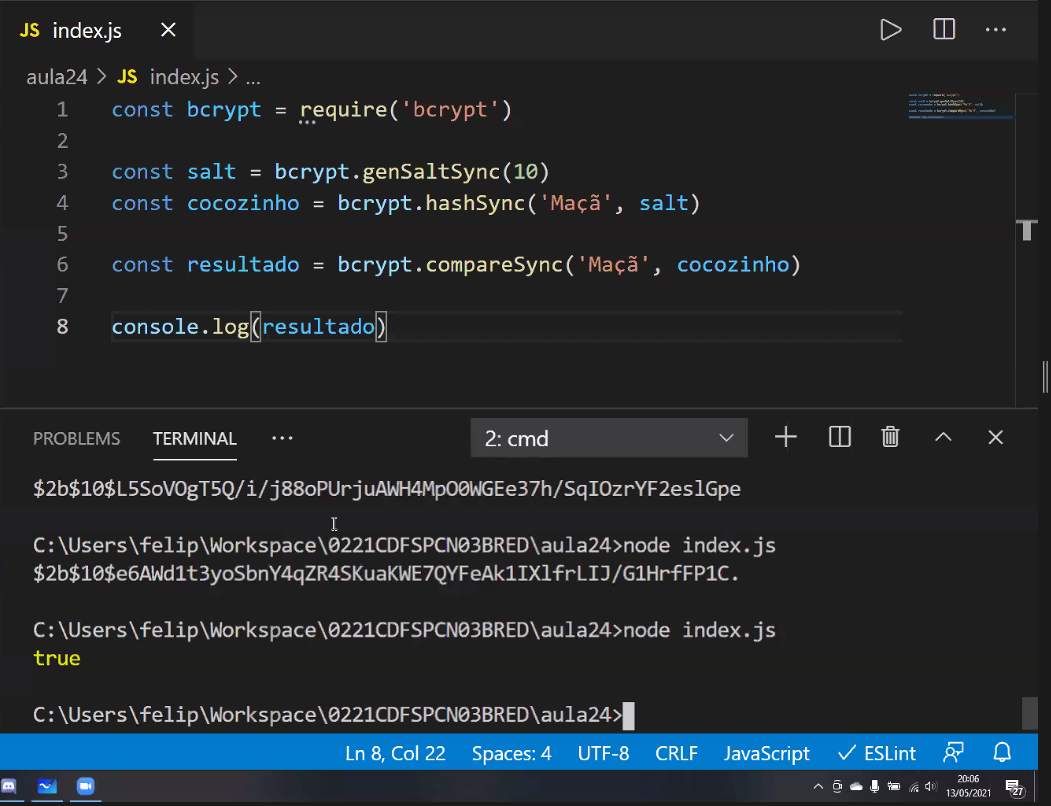 JS index.js
aula24 > JS index.js > ...
1 const bcrypt = require('bcrypt')
2
3 const salt = bcrypt.genSaltSync(10)
4 const cocozinho = bcrypt.hashSync('Maçã', salt)
5
6 const resultado = bcrypt.compareSync('Maçã', cocozinho)
7
8 console.log(resultado)
PROBLEMS TERMINAL ... 2: cmd
$2b$10$L5SoVOgT5Q/i/j88oPUrjuAWH4MpO0WGEe37h/SqIOzrYF2eslGpe
C:\Users\felip\Workspace\0221CDFSPCN03BRED\aula24>node index.js
$2b$10$e6AWd1t3yoSbnY4qZR4SKuaKWE7QYFeAk1IXlfrLIJ/G1HrfFP1C.
C:\Users\felip\Workspace\0221CDFSPCN03BRED\aula24>node index.js
true
C:\Users\felip\Workspace\0221CDFSPCN03BRED\aula24>
Ln 8, Col 22 Spaces: 4 UTF-8 CRLF JavaScript ESLint
20:06
13/05/2021
27